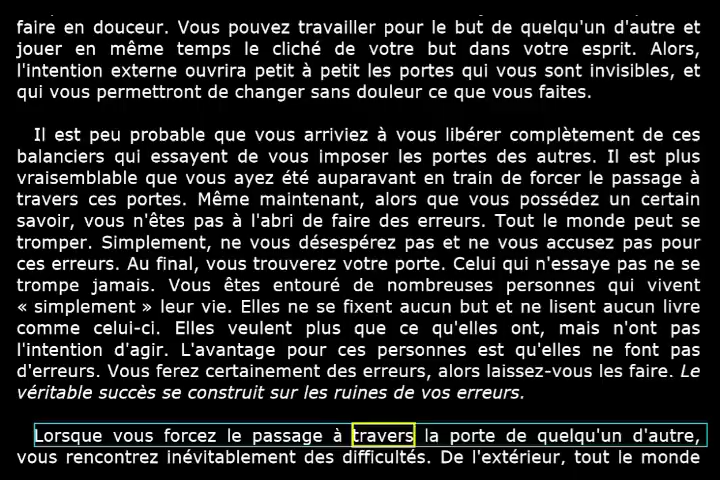 faire en douceur. Vous pouvez travailler pour le but de quelqu'un d'autre et
jouer en même temps le cliché de votre but dans votre esprit. Alors,
l'intention externe ouvrira petit à petit les portes qui vous sont invisibles, et
qui vous permettront de changer sans douleur ce que vous faites.
Il est peu probable que vous arriviez à vous libérer complètement de ces
balanciers qui essayent de vous imposer les portes des autres. Il est plus
vraisemblable que vous ayez été auparavant en train de forcer le passage à
travers ces portes. Même maintenant, alors que vous possédez un certain
savoir, vous n'êtes pas à l'abri de faire des erreurs. Tout le monde peut se
tromper. Simplement, ne vous désespérez pas et ne vous accusez pas pour
ces erreurs. Au final, vous trouverez votre porte. Celui qui n'essaye pas ne se
trompe jamais. Vous êtes entouré de nombreuses personnes qui vivent
« simplement » leur vie. Elles ne se fixent aucun but et ne lisent aucun livre
comme celui-ci. Elles veulent plus que ce qu'elles ont, mais n'ont pas
l'intention d'agir. L'avantage pour ces personnes est qu'elles ne font pas
d'erreurs. Vous ferez certainement des erreurs, alors laissez-vous les faire. Le
véritable succès se construit sur les ruines de vos erreurs.
Lorsque vous forcez le passage à travers la porte de quelqu'un d'autre,
vous rencontrez inévitablement des difficultés. De l'extérieur, tout le monde